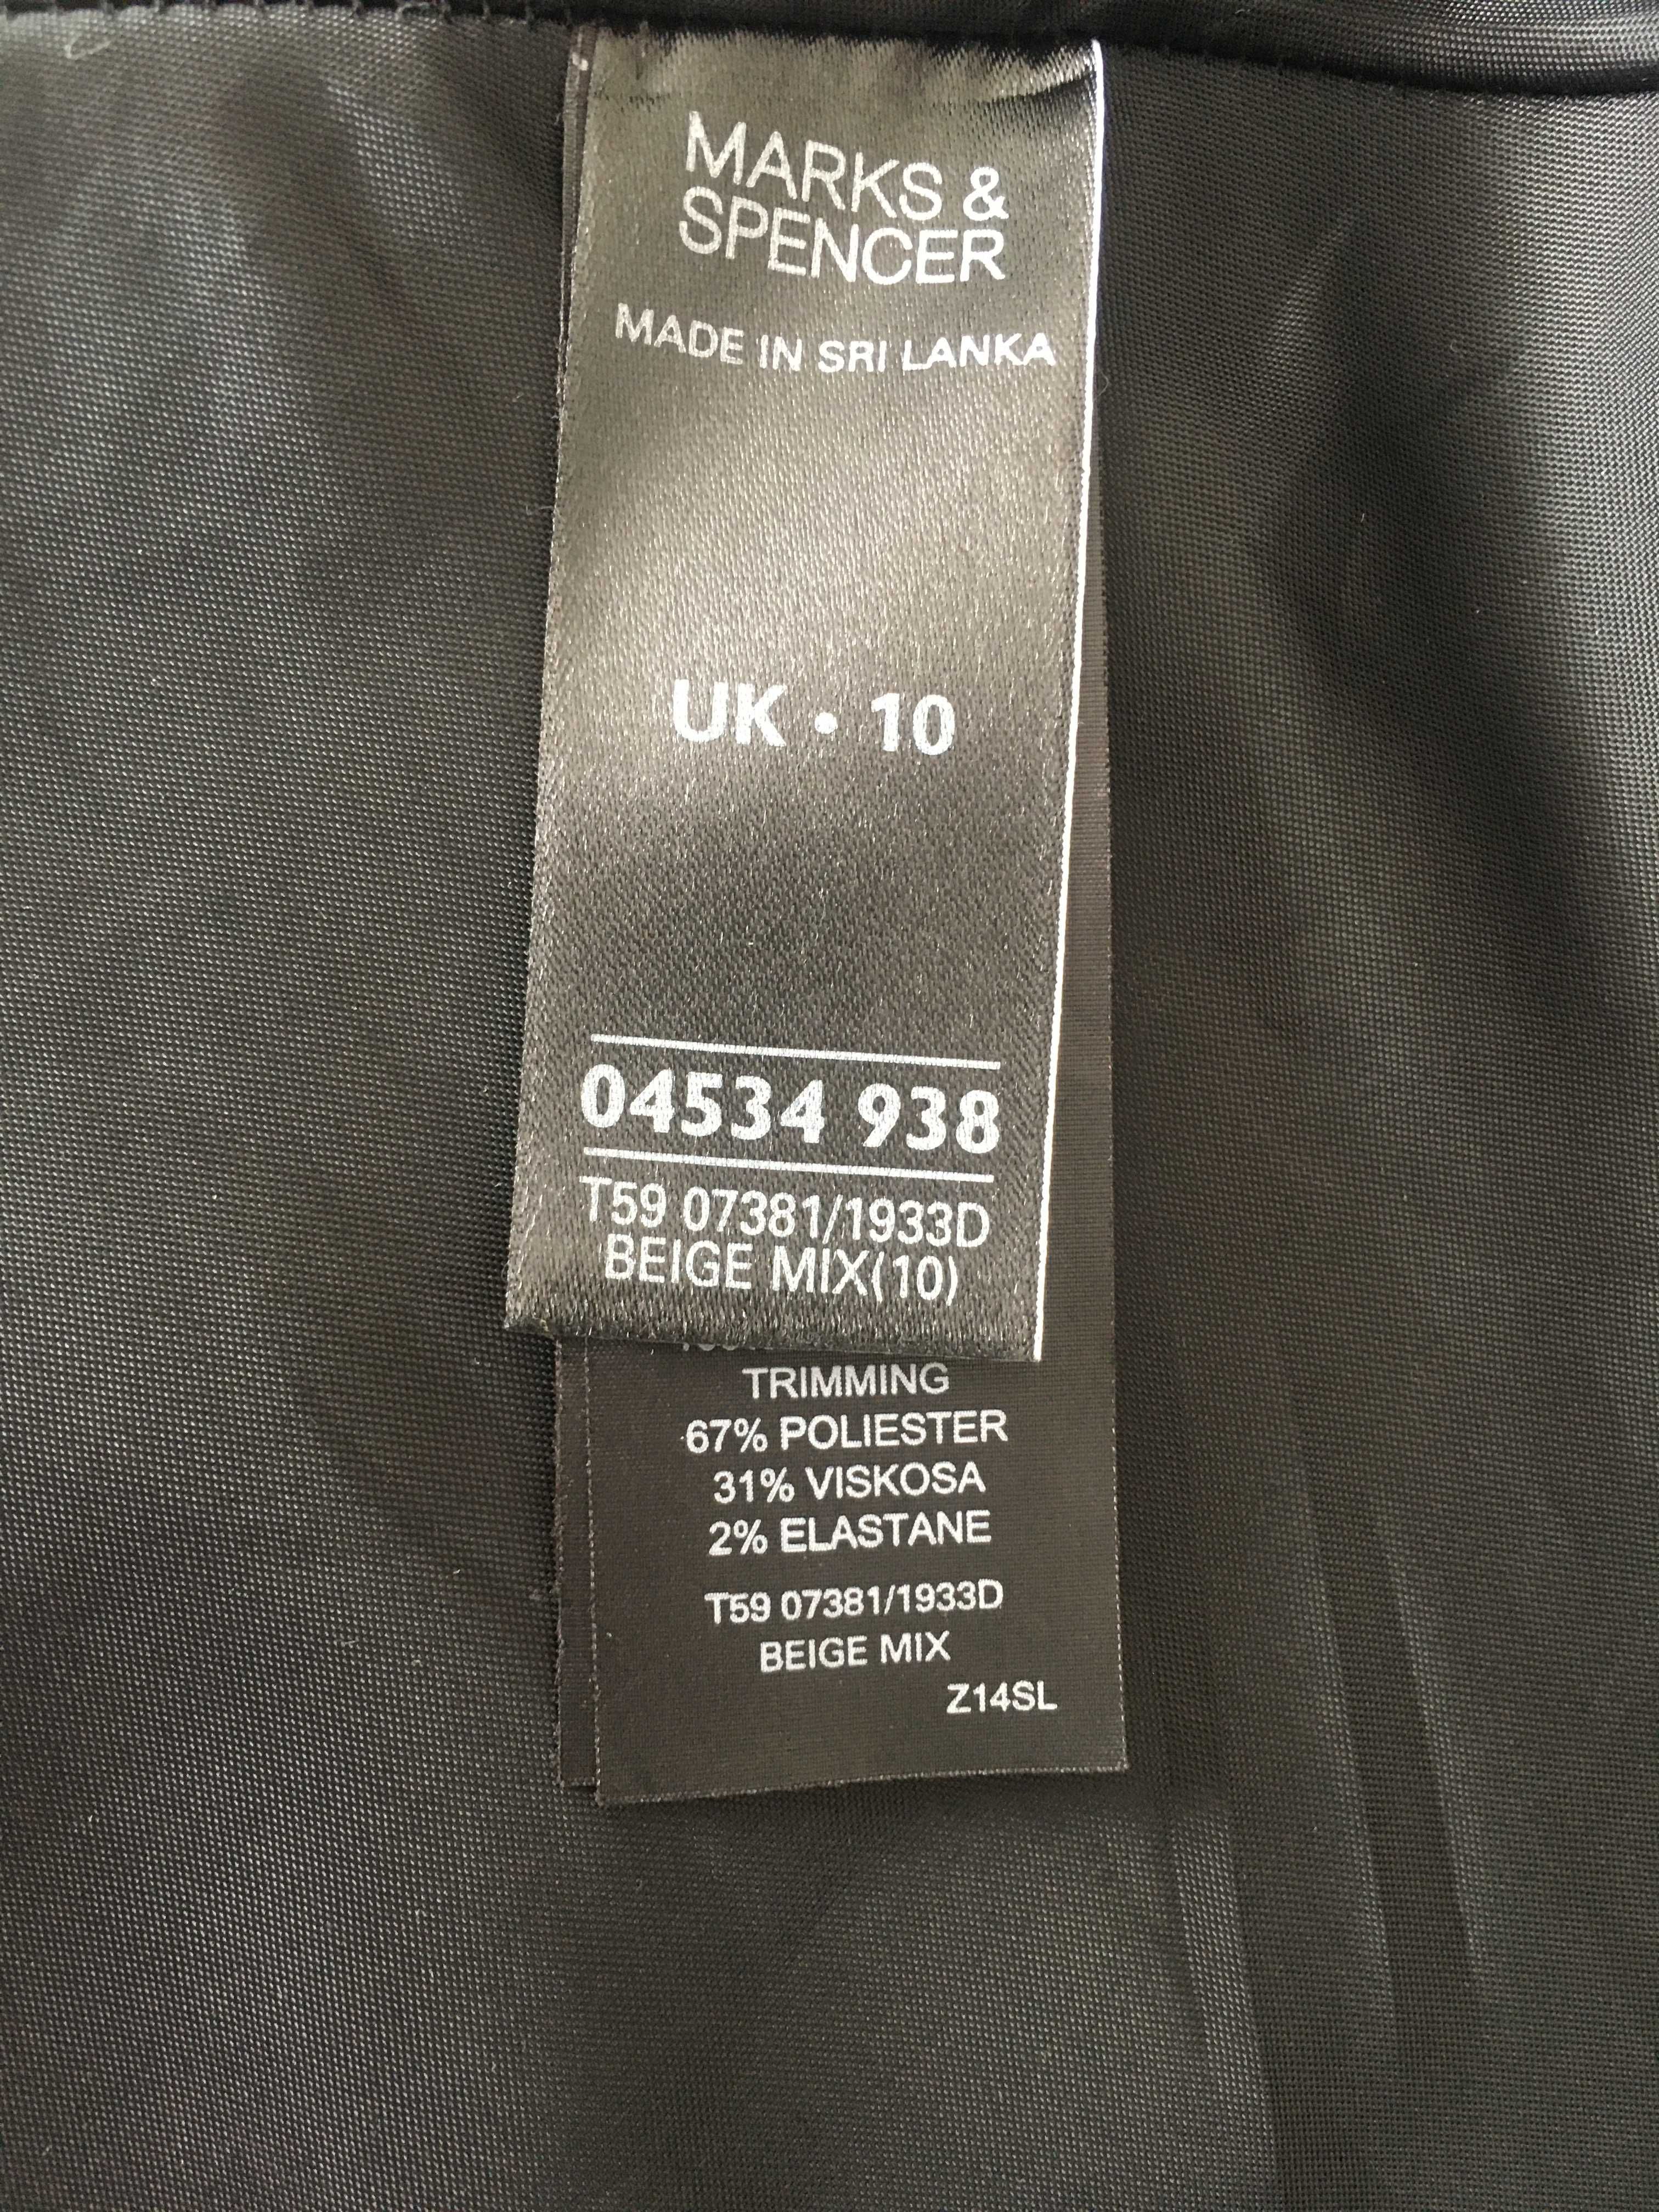 MARKS &
SPENCER
MADE IN SRI LANKA
UK • 10
04534 938
T59 07381/1933D
BEIGE MIX(10)
TRIMMING
67% POLIESTER
31% VISKOSA
2% ELASTANE
T59 07381/1933D
BEIGE MIX
Z14SL